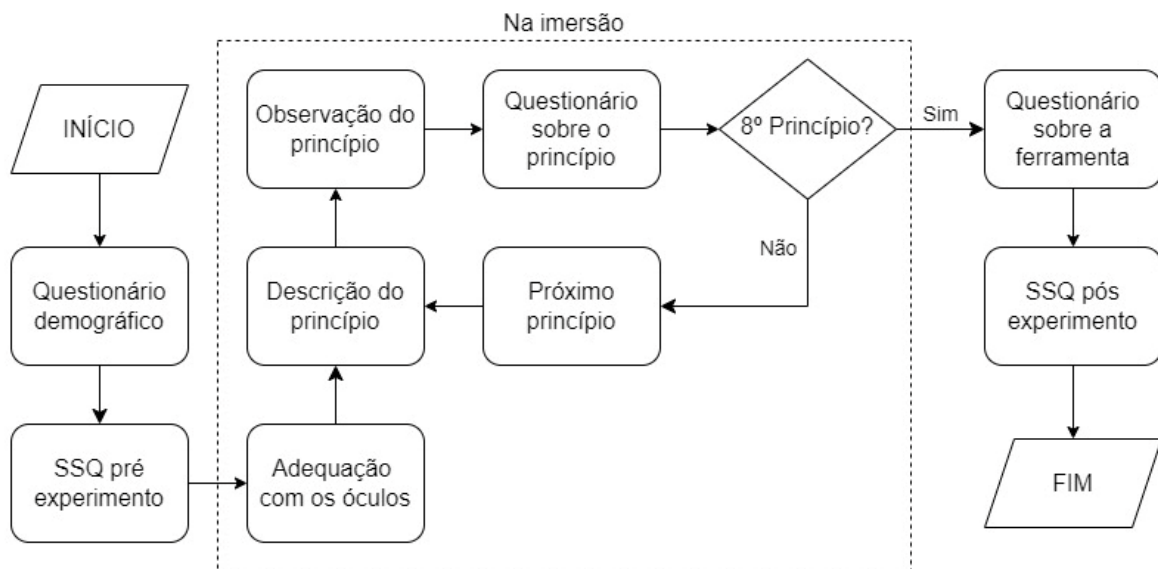 Na imersão
INÍCIO
Questionário
demográfico
SSQ pré
experimento
Adequação
com os óculos
Descrição do
princípio
Observação do
princípio
Questionário
sobre o
princípio
8º Princípio?
Não
Próximo
princípio
Sim
Questionário
sobre a
ferramenta
SSQ pós
experimento
FIM